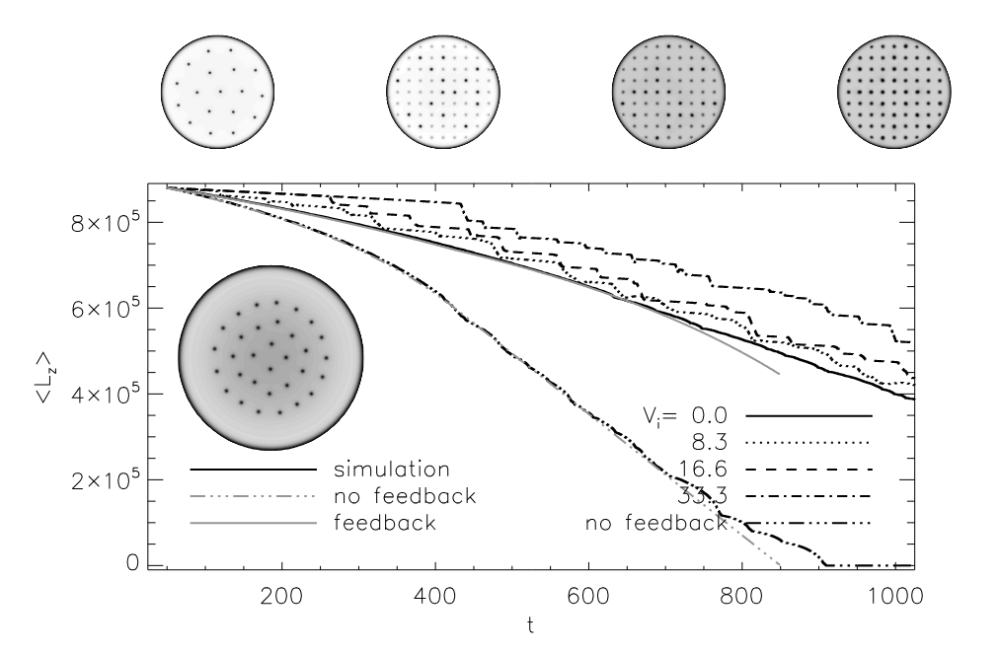 8×10⁵
6×10⁵
4×10⁵
2×10⁵
0
<L_z>
simulation
no feedback
feedback
V_i= 0.0
8.3
16.6
33.3
no feedback
200 400 600 800 1000
t